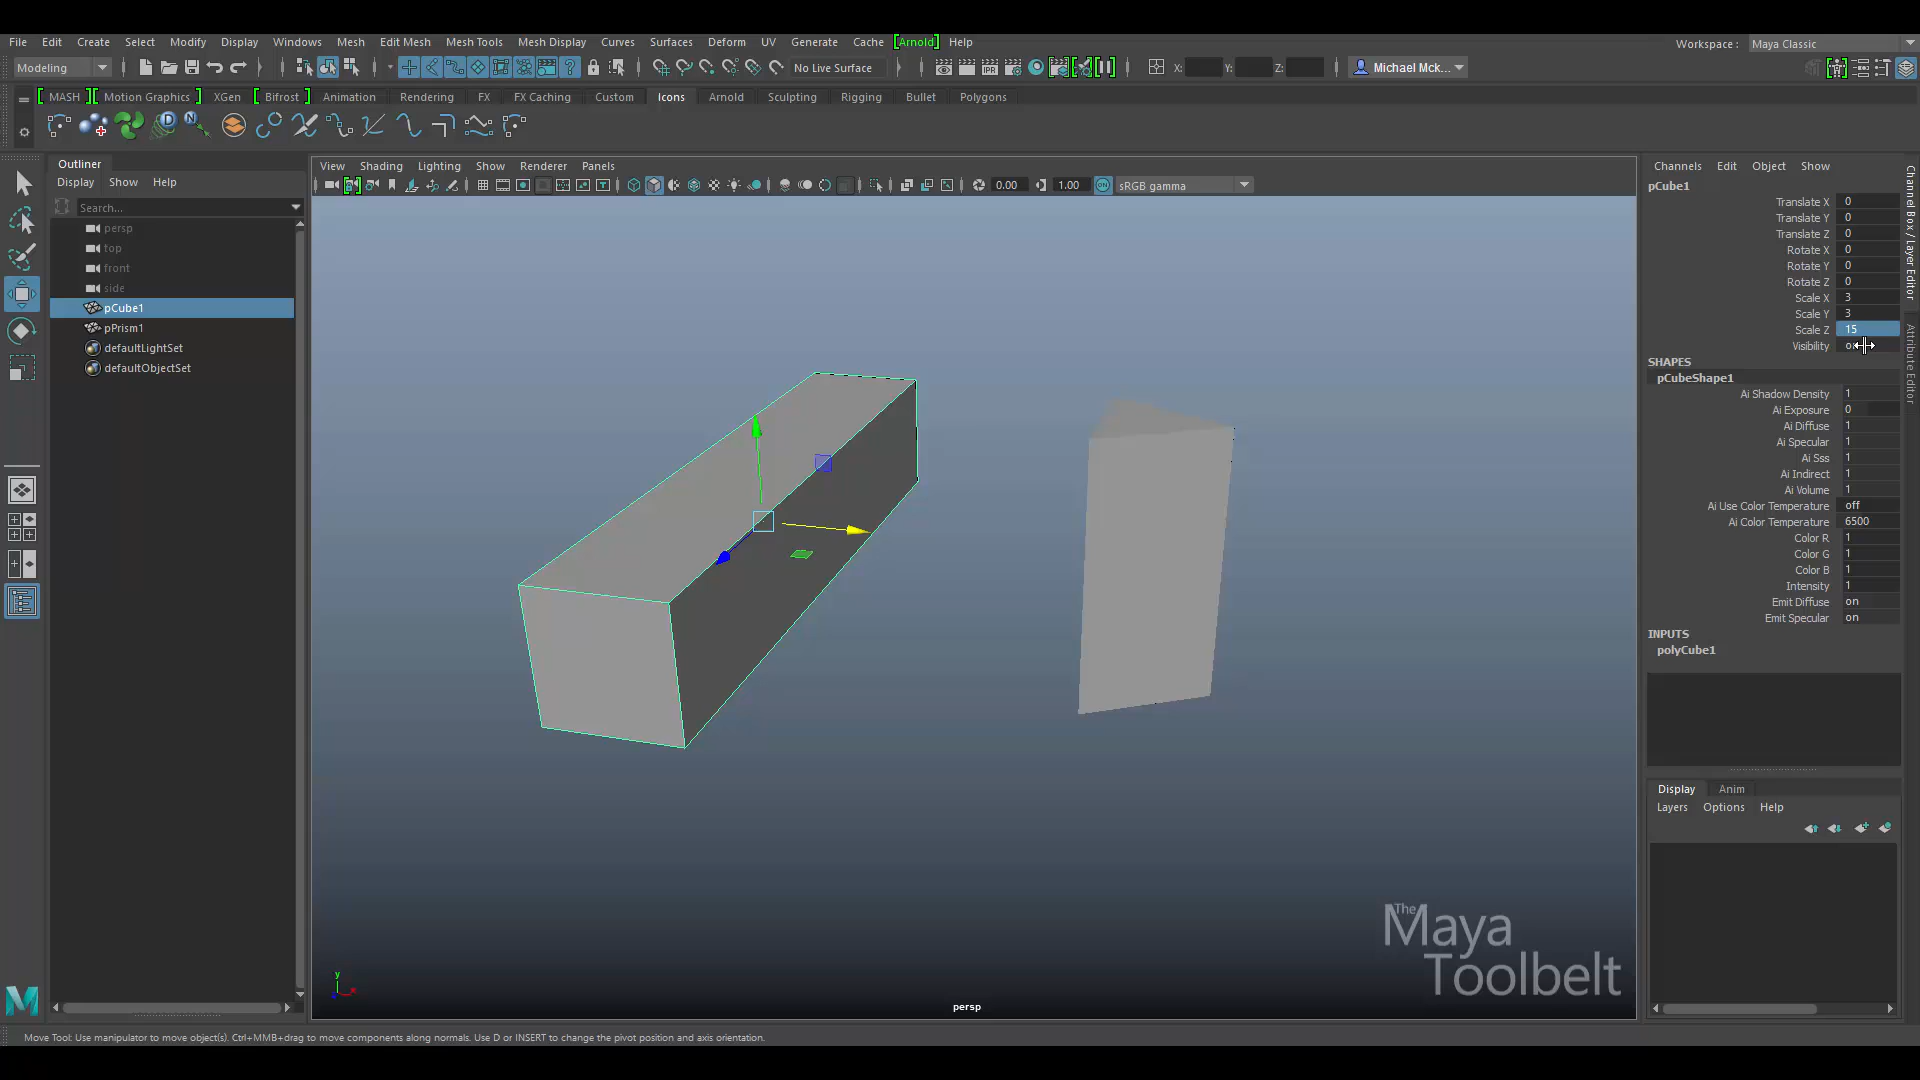 File Edit Create Select Modify Display Windows Mesh Edit Mesh Mesh Tools Mesh Display Curves Surfaces Deform UV Generate Cache [Arnold] Help
Workspace : Maya Classic
Modeling No Live Surface X: Y: Z: Michael Mck...
[ MASH ] [ Motion Graphics ] XGen [ Bifrost ] Animation Rendering FX FX Caching Custom Icons Arnold Sculpting Rigging Bullet Polygons
Outliner
Display Show Help
Search...
persp
top
front
side
pCube1
pPrism1
defaultLightSet
defaultObjectSet
View Shading Lighting Show Renderer Panels
0.00 1.00 ON sRGB gamma
y
x
persp
The
Maya
Toolbelt
Channels Edit Object Show
pCube1
Translate X 0
Translate Y 0
Translate Z 0
Rotate X 0
Rotate Y 0
Rotate Z 0
Scale X 3
Scale Y 3
Scale Z 15
Visibility
SHAPES
pCubeShape1
Ai Shadow Density 1
Ai Exposure 0
Ai Diffuse 1
Ai Specular 1
Ai Sss 1
Ai Indirect 1
Ai Volume 1
Ai Use Color Temperature off
Ai Color Temperature 6500
Color R 1
Color G 1
Color B 1
Intensity 1
Emit Diffuse on
Emit Specular on
INPUTS
polyCube1
Display Anim
Layers Options Help
Channel Box / Layer Editor
Attribute Editor
Move Tool: Use manipulator to move object(s). Ctrl+MMB+drag to move components along normals. Use D or INSERT to change the pivot position and axis orientation.